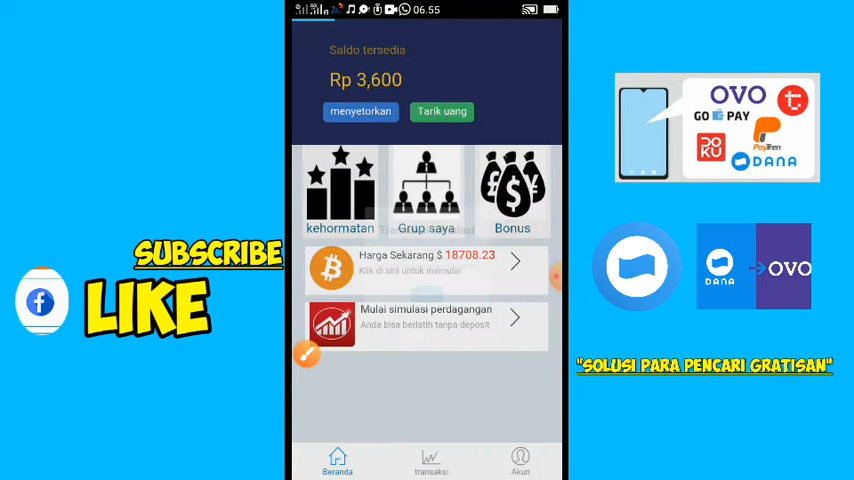 06.55
Saldo tersedia
Rp 3,600
menyetorkan
Tarik uang
kehormatan
Grup saya
Bonus
Harga Sekarang $ 18708.23
Klik di sini untuk memulai
Mulai simulasi perdagangan
Anda bisa berlatih tanpa deposit
Beranda
transaksi
Akun
SUBSCRIBE
LIKE
OVO
GO PAY
DOKU
PayTren
DANA
DANA
OVO
"SOLUSI PARA PENCARI GRATISAN"